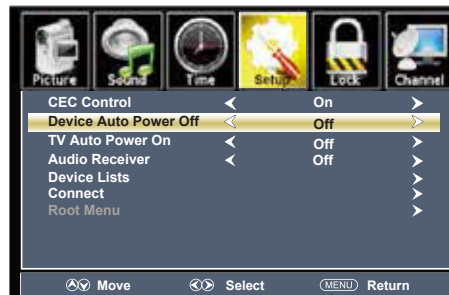 Picture Sound Time Setup Lock Channel
CEC Control On
Device Auto Power Off Off
TV Auto Power On Off
Audio Receiver Off
Device Lists
Connect
Root Menu
Move Select MENU Return